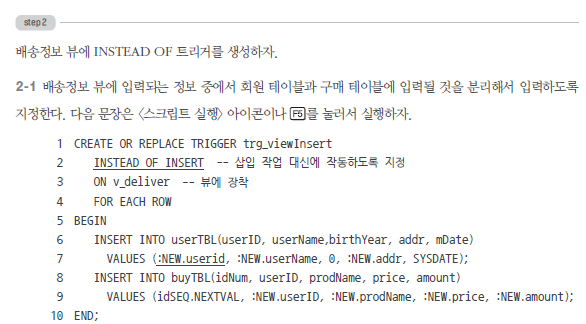 step 2
배송정보 뷰에 INSTEAD OF 트리거를 생성하자.
2-1 배송정보 뷰에 입력되는 정보 중에서 회원 테이블과 구매 테이블에 입력될 것을 분리해서 입력하도록
지정한다. 다음 문장은 〈스크립트 실행〉 아이콘이나 F5를 눌러서 실행하자.
1 CREATE OR REPLACE TRIGGER trg_viewInsert
2 INSTEAD OF INSERT -- 삽입 작업 대신에 작동하도록 지정
3 ON v_deliver -- 뷰에 장착
4 FOR EACH ROW
5 BEGIN
6 INSERT INTO userTBL(userID, userName,birthYear, addr, mDate)
7 VALUES (:NEW.userid, :NEW.userName, 0, :NEW.addr, SYSDATE);
8 INSERT INTO buyTBL(idNum, userID, prodName, price, amount)
9 VALUES (idSEQ.NEXTVAL, :NEW.userID, :NEW.prodName, :NEW.price, :NEW.amount);
10 END;